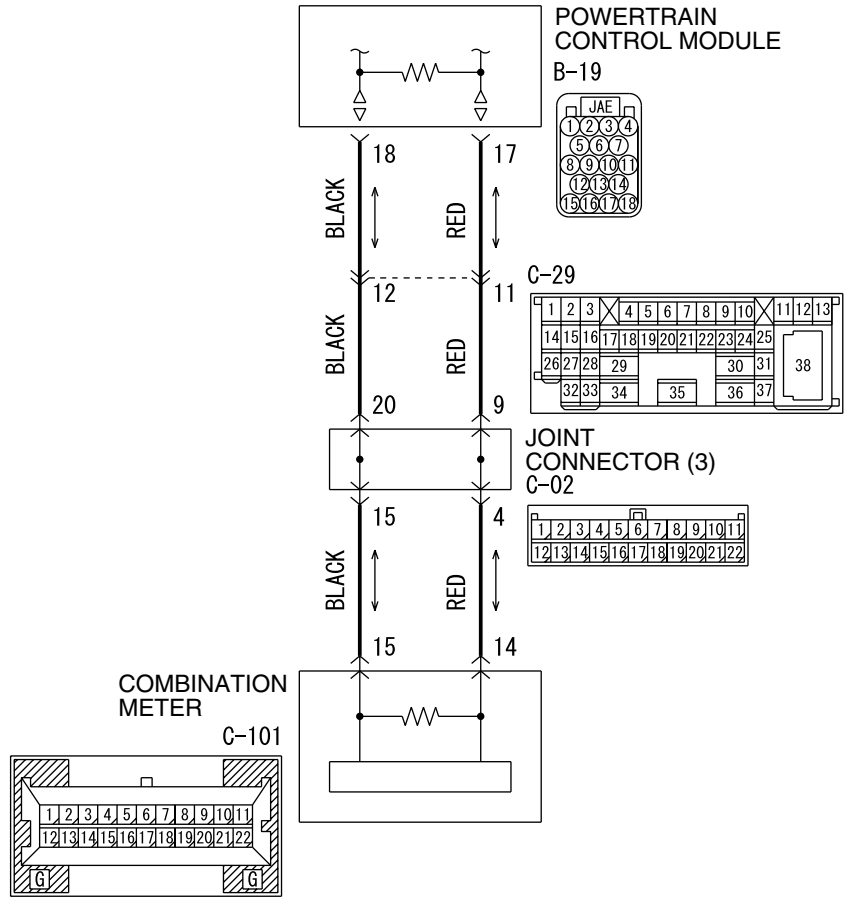 POWERTRAIN
CONTROL MODULE
B-19
JAE
1 2 3 4
5 6 7
8 9 10 11
12 13 14
15 16 17 18
18 17
BLACK RED
C-29
12 11
1 2 3 4 5 6 7 8 9 10 11 12 13
14 15 16 17 18 19 20 21 22 23 24 25
26 27 28 29 30 31 38
32 33 34 35 36 37
BLACK RED
20 9
JOINT
CONNECTOR (3)
C-02
15 4
1 2 3 4 5 6 7 8 9 10 11
12 13 14 15 16 17 18 19 20 21 22
BLACK RED
15 14
COMBINATION
METER
C-101
1 2 3 4 5 6 7 8 9 10 11
12 13 14 15 16 17 18 19 20 21 22
G G